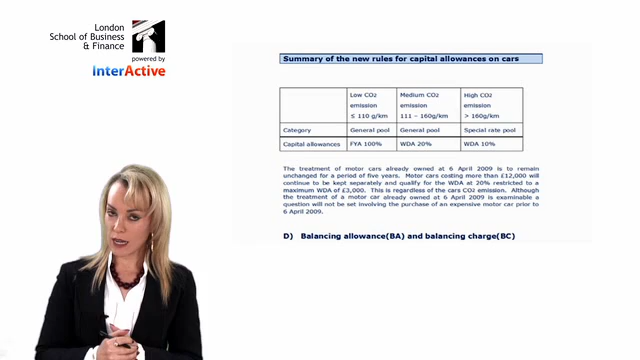 London
School of Business
& Finance
powered by
InterActive
Summary of the new rules for capital allowances on cars
Low CO2 emission ≤ 110 g/km
Medium CO2 emission 111 – 160g/km
High CO2 emission > 160g/km
Category General pool General pool Special rate pool
Capital allowances FYA 100% WDA 20% WDA 10%
The treatment of motor cars already owned at 6 April 2009 is to remain
unchanged for a period of five years. Motor cars costing more than £12,000 will
continue to be kept separately and qualify for the WDA at 20% restricted to a
maximum WDA of £3,000. This is regardless of the cars CO2 emission. Although
the treatment of a motor car already owned at 6 April 2009 is examinable a
question will not be set involving the purchase of an expensive motor car prior to
6 April 2009.
D) Balancing allowance(BA) and balancing charge(BC)